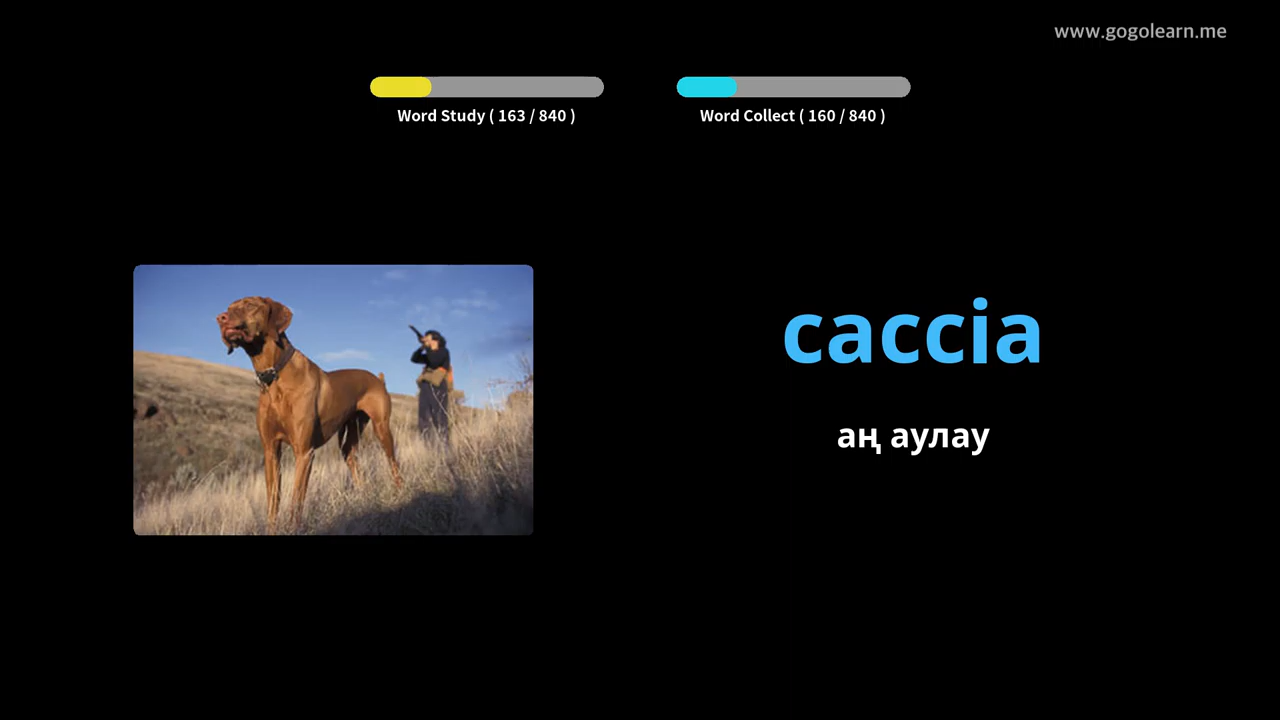 www.gogolearn.me
Word Study ( 163 / 840 )
Word Collect ( 160 / 840 )
caccia
аң аулау